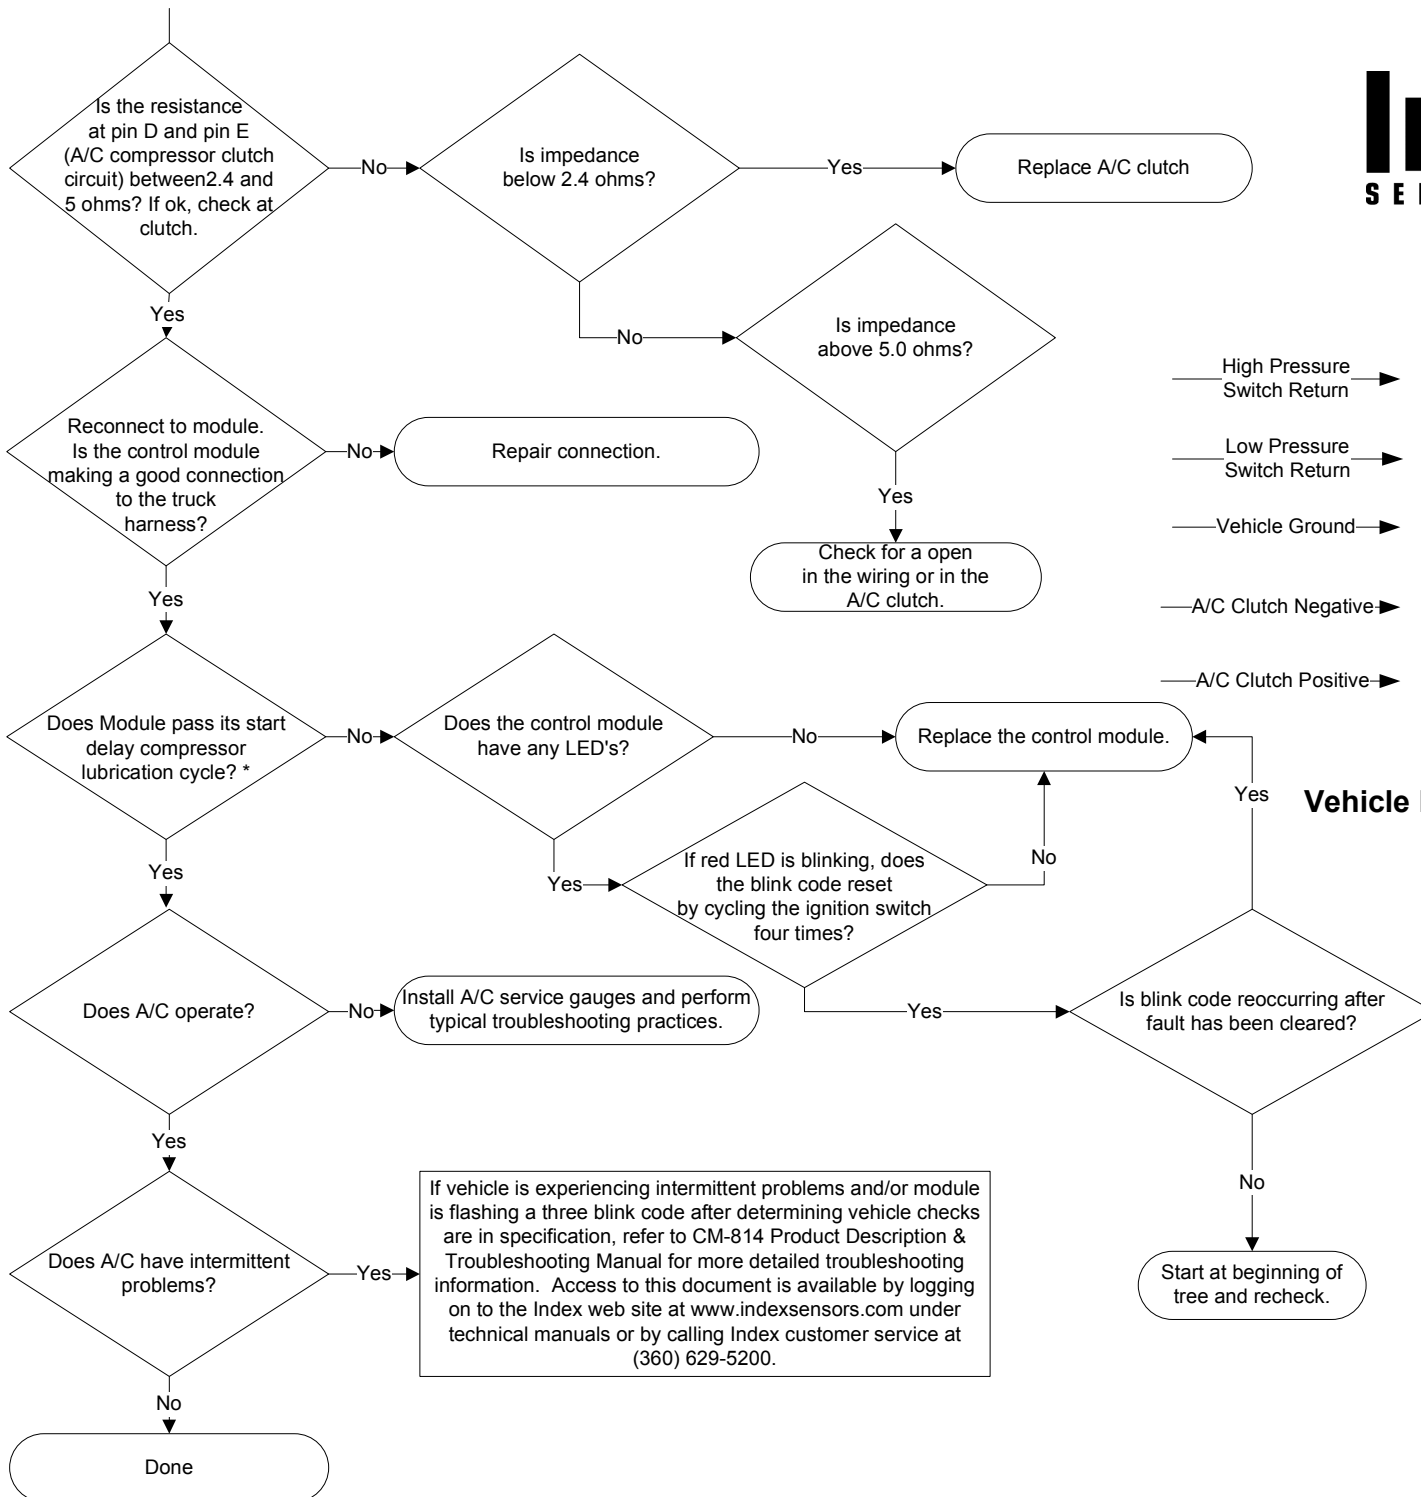 Is the resistance
at pin D and pin E
(A/C compressor clutch
circuit) between2.4 and
5 ohms? If ok, check at
clutch.
No
Is impedance
below 2.4 ohms?
Yes
Replace A/C clutch
S E
Yes
No
Is impedance
above 5.0 ohms?
High Pressure
Switch Return
Reconnect to module.
Is the control module
making a good connection
to the truck
harness?
No
Repair connection.
Low Pressure
Switch Return
Yes
Vehicle Ground
Check for a open
in the wiring or in the
A/C clutch.
Yes
A/C Clutch Negative
A/C Clutch Positive
Does Module pass its start
delay compressor
lubrication cycle? *
No
Does the control module
have any LED's?
No
Replace the control module.
Yes
Vehicle
Yes
Yes
If red LED is blinking, does
the blink code reset
by cycling the ignition switch
four times?
No
Does A/C operate?
No
Install A/C service gauges and perform
typical troubleshooting practices.
Yes
Is blink code reoccurring after
fault has been cleared?
Yes
No
Does A/C have intermittent
problems?
Yes
If vehicle is experiencing intermittent problems and/or module
is flashing a three blink code after determining vehicle checks
are in specification, refer to CM-814 Product Description &
Troubleshooting Manual for more detailed troubleshooting
information.  Access to this document is available by logging
on to the Index web site at www.indexsensors.com under
technical manuals or by calling Index customer service at
(360) 629-5200.
Start at beginning of
tree and recheck.
No
Done